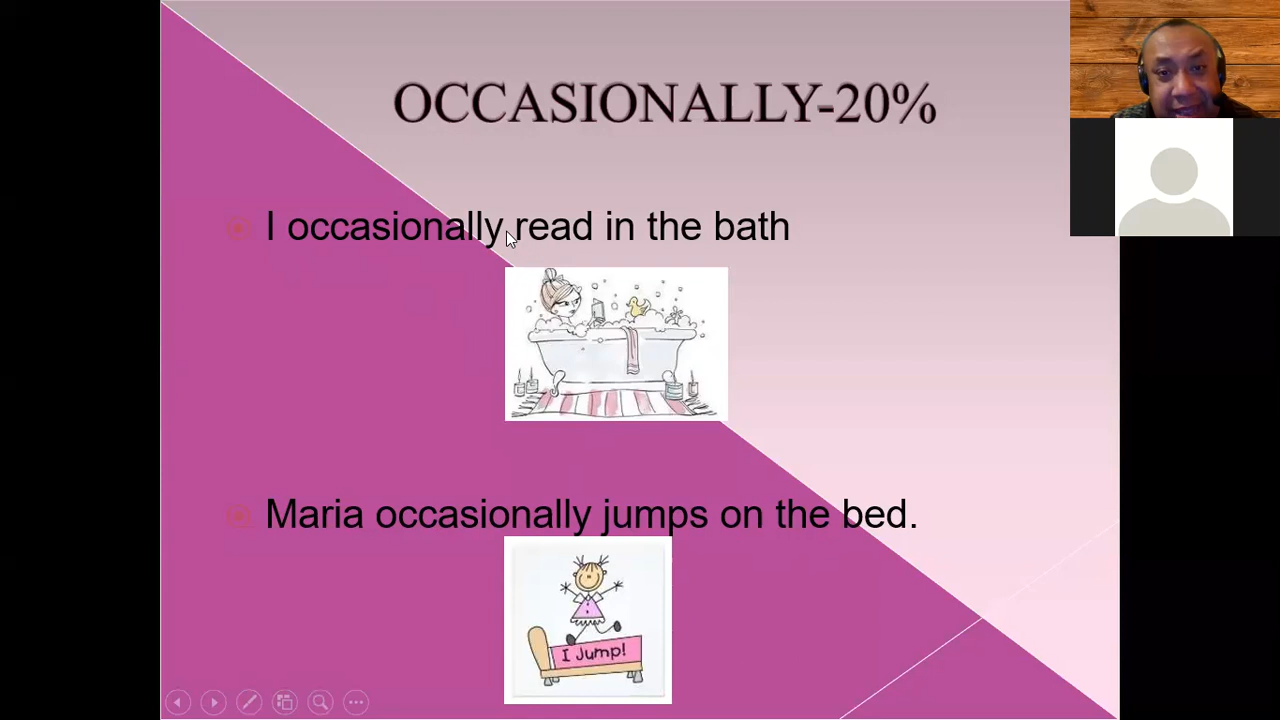 OCCASIONALLY-20%
I occasionally read in the bath
Maria occasionally jumps on the bed.
I Jump!